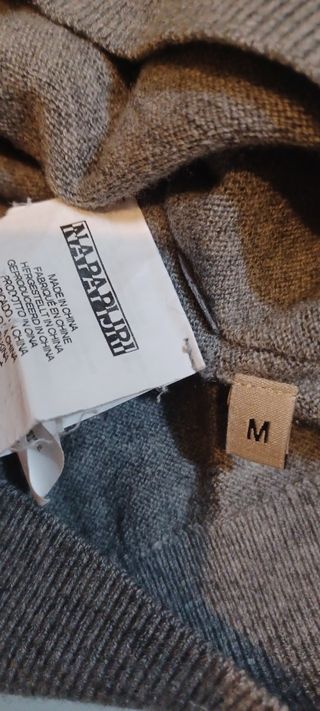 NAPAPIJRI
MADE IN CHINA
FABRIQUE EN CHINE
HERGESTELLT IN CHINA
GEPRODUCEERD IN CHINA
PRODOTTO IN CHINA
M